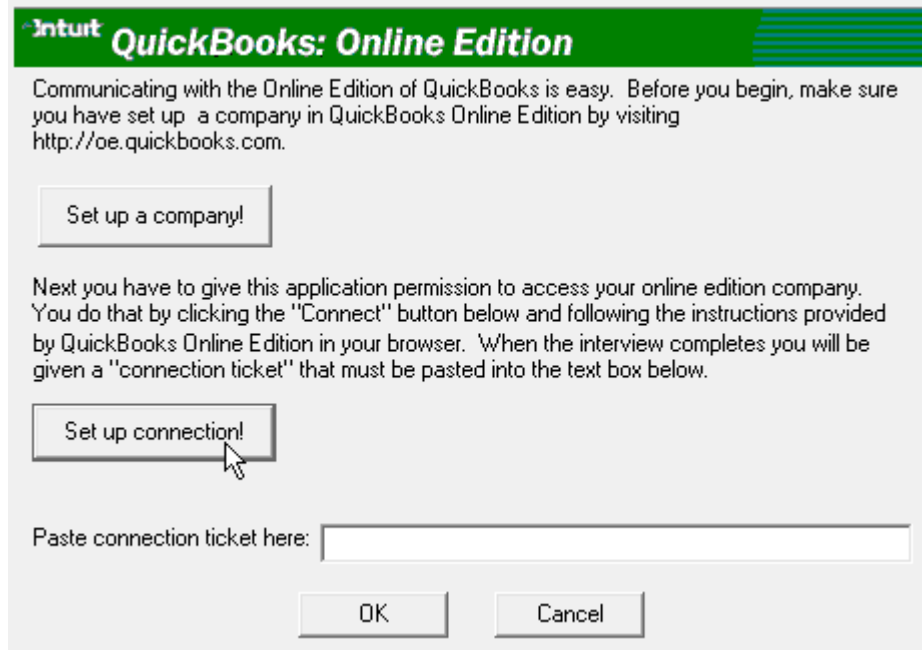 Intuit
QuickBooks: Online Edition
Communicating with the Online Edition of QuickBooks is easy.  Before you begin, make sure
you have set up  a company in QuickBooks Online Edition by visiting
http://oe.quickbooks.com.
Set up a company!
Next you have to give this application permission to access your online edition company.
You do that by clicking the "Connect" button below and following the instructions provided
by QuickBooks Online Edition in your browser.  When the interview completes you will be
given a "connection ticket" that must be pasted into the text box below.
Set up connection!
Paste connection ticket here:
OK
Cancel